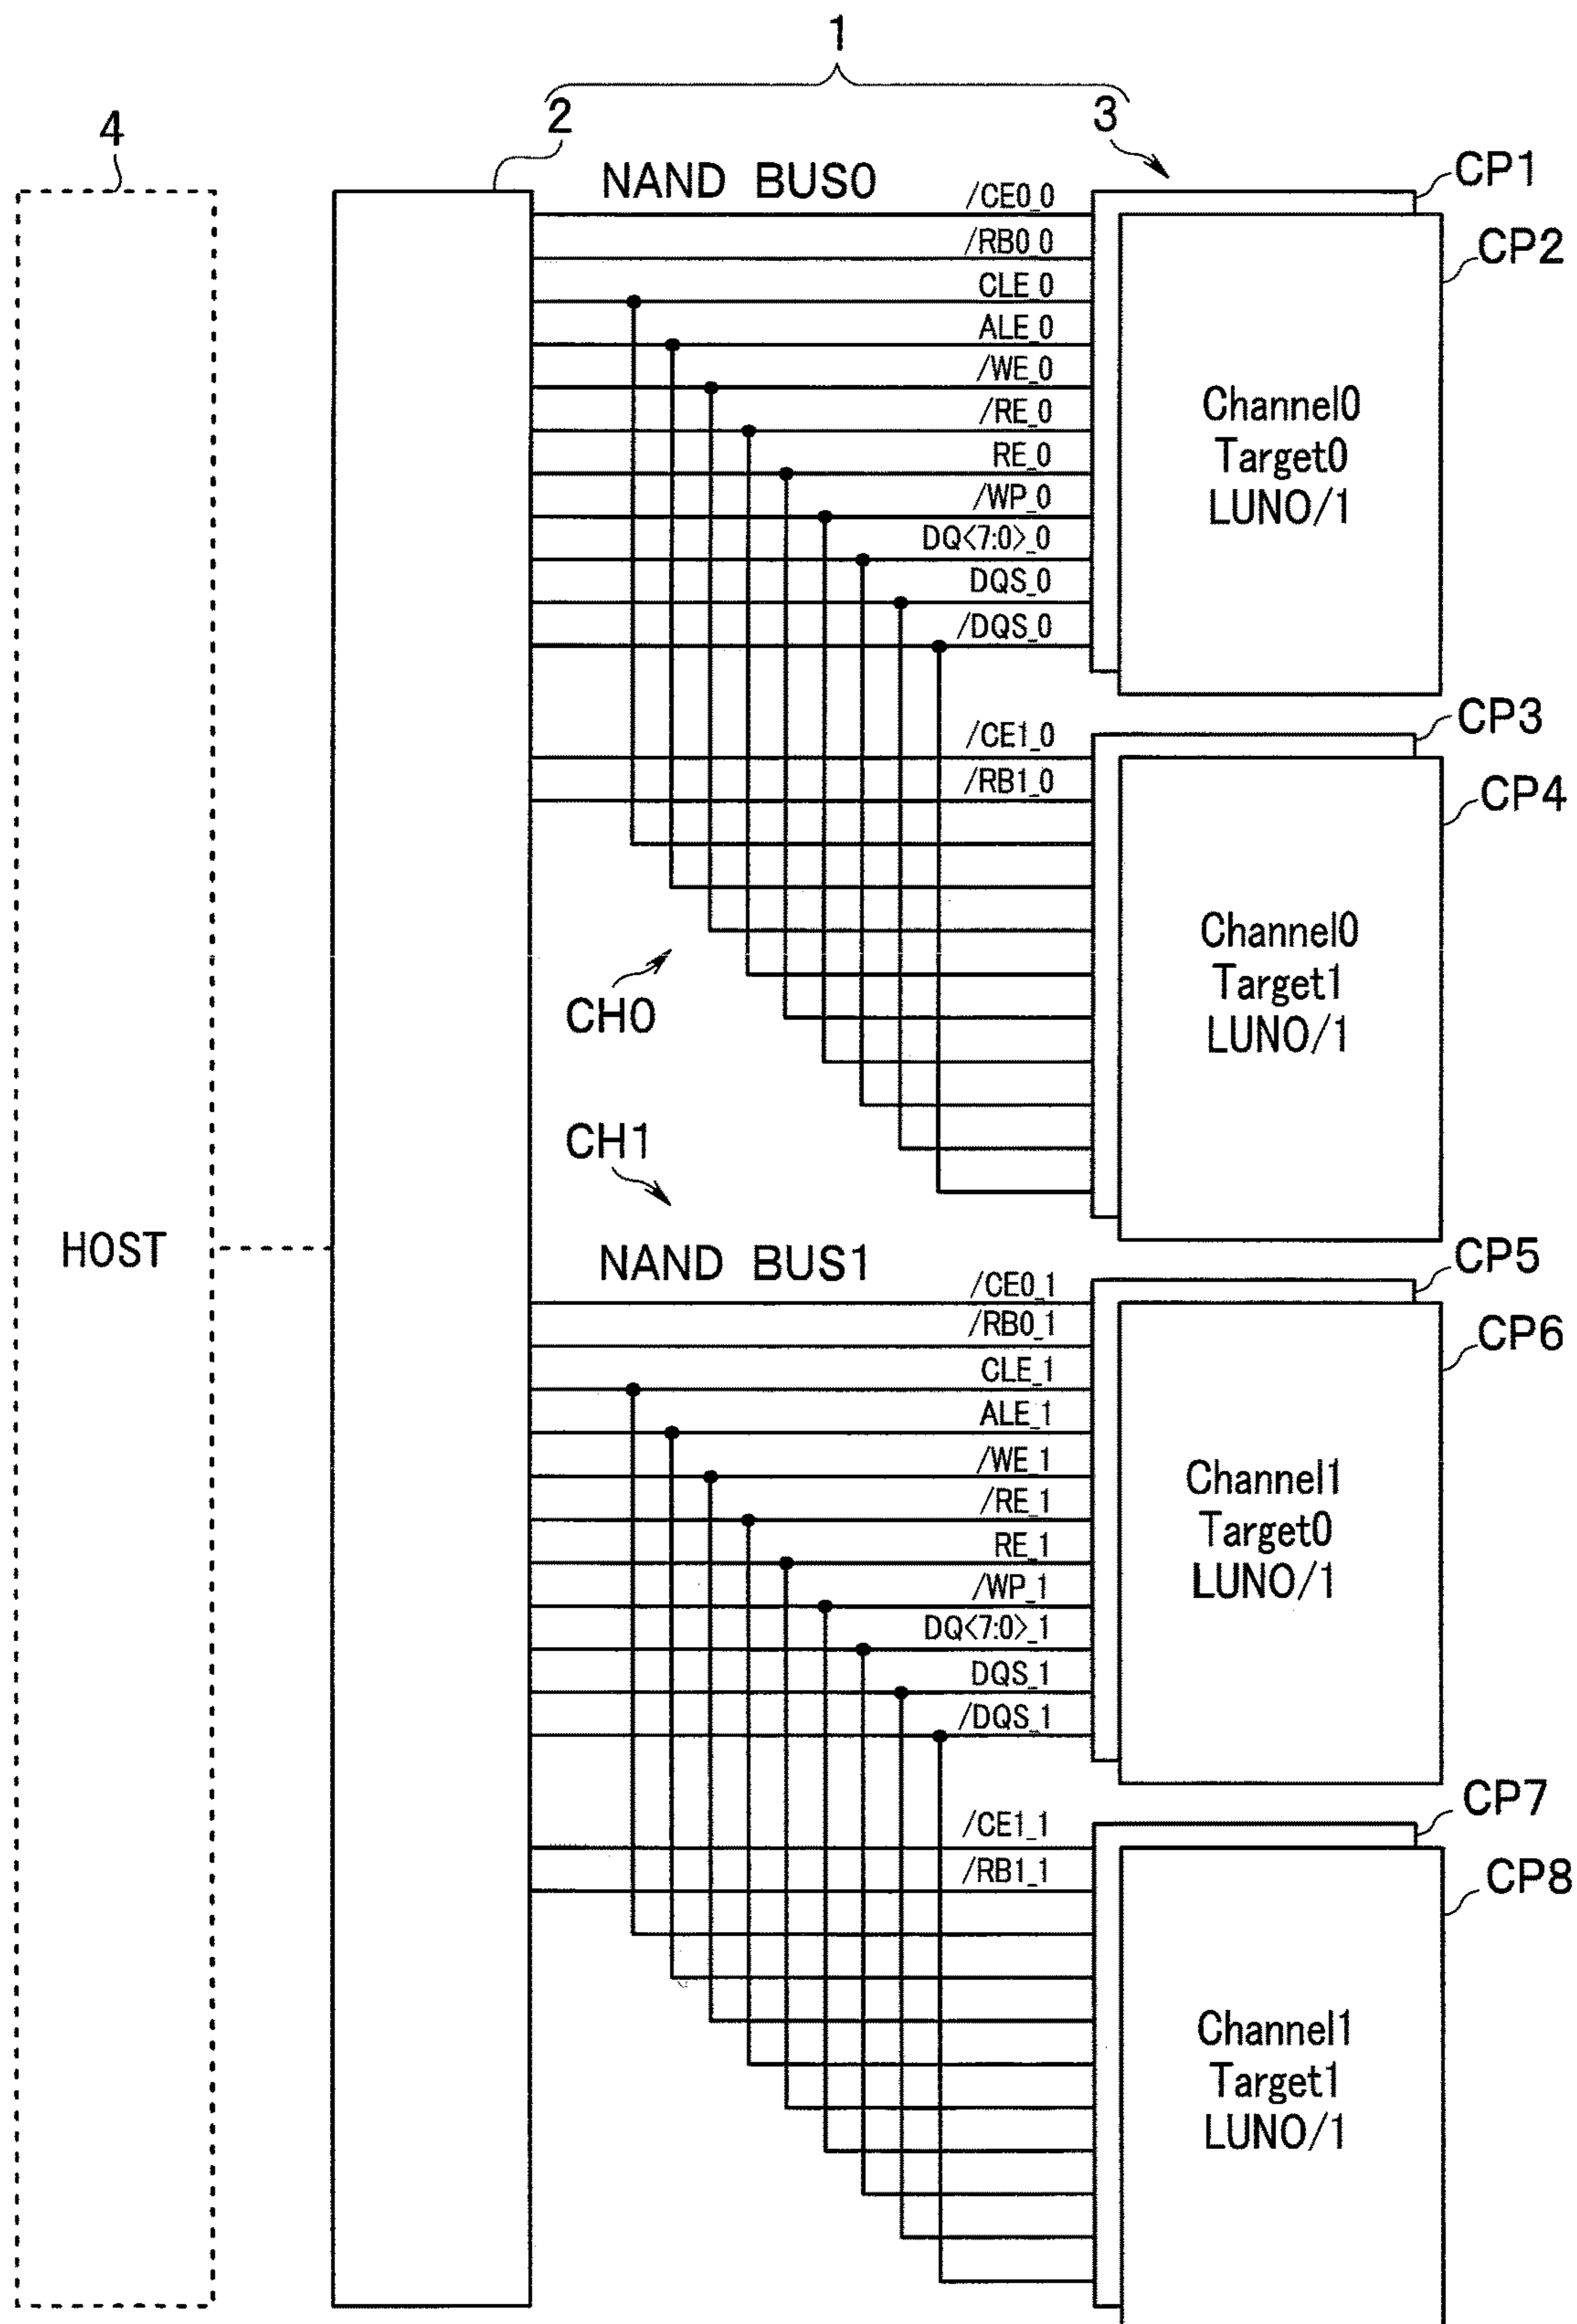 1
4
2
3
NAND BUS0
CP1
CP2
/CE0_0
/RB0_0
CLE_0
ALE_0
/WE_0
/RE_0
RE_0
/WP_0
DQ<7:0>_0
DQS_0
/DQS_0
Channel0
Target0
LUN0/1
CP3
CP4
/CE1_0
/RB1_0
Channel0
Target1
LUN0/1
CH0
CH1
HOST
NAND BUS1
CP5
CP6
/CE0_1
/RB0_1
CLE_1
ALE_1
/WE_1
/RE_1
RE_1
/WP_1
DQ<7:0>_1
DQS_1
/DQS_1
Channel1
Target0
LUN0/1
CP7
CP8
/CE1_1
/RB1_1
Channel1
Target1
LUN0/1